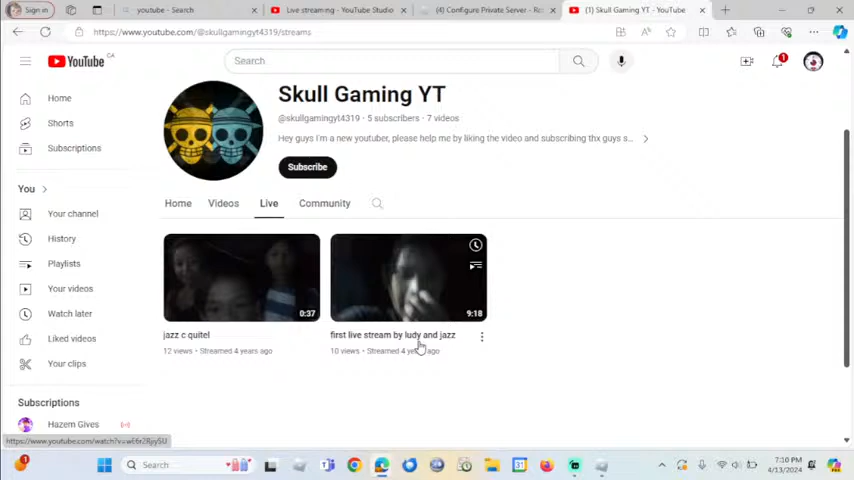 Sign in
youtube - Search
Live streaming - YouTube Studio
(4) Configure Private Server - Ro
(1) Skull Gaming YT - YouTube
https://www.youtube.com/@skullgamingyt4319/streams
YouTube CA
Search
1
Home
Shorts
Subscriptions
You
Your channel
History
Playlists
Your videos
Watch later
Liked videos
Your clips
Subscriptions
Hazem Gives
Skull Gaming YT
@skullgamingyt4319 · 5 subscribers · 7 videos
Hey guys I'm a new youtuber, please help me by liking the video and subscribing thx guys s...
Subscribe
Home Videos Live Community
0:37
9:18
jazz c quitel
12 views · Streamed 4 years ago
first live stream by ludy and jazz
10 views · Streamed 4 ago
1
Search
31
7:10 PM
4/13/2024